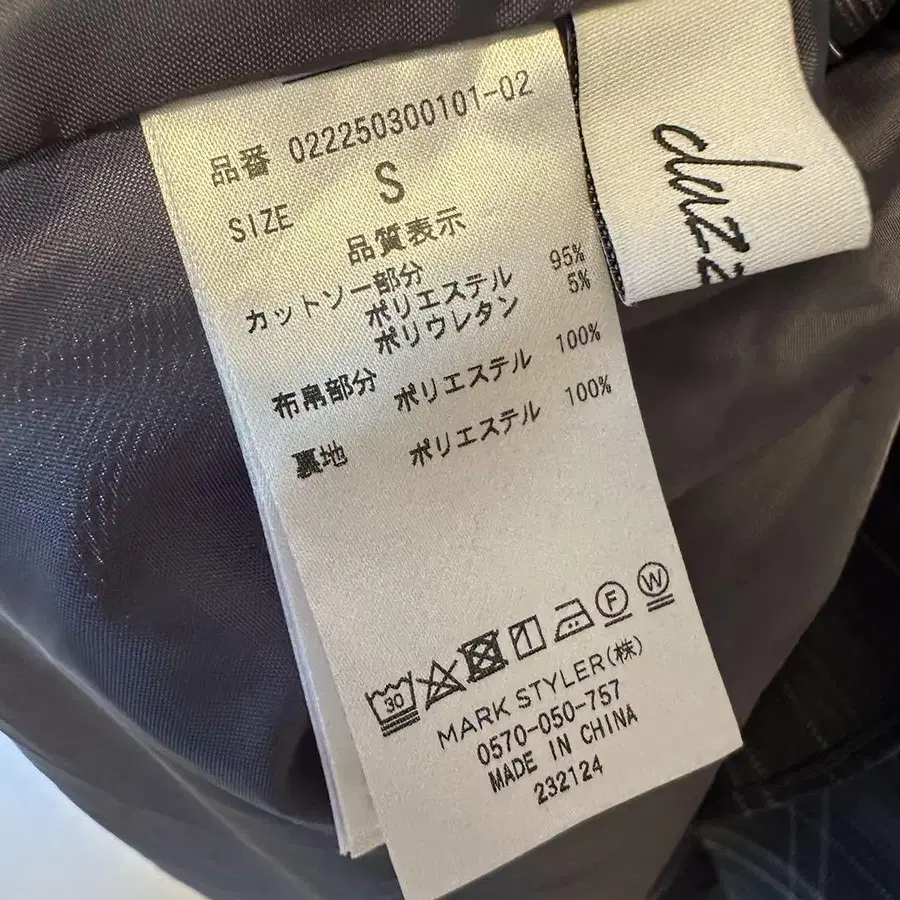 品番 022250300101-02
SIZE S
品質表示
カットソー部分
ポリエステル 95%
ポリウレタン 5%
布帛部分 ポリエステル 100%
裏地 ポリエステル 100%
30 F W
MARK STYLER(株)
0570-050-757
MADE IN CHINA
232124